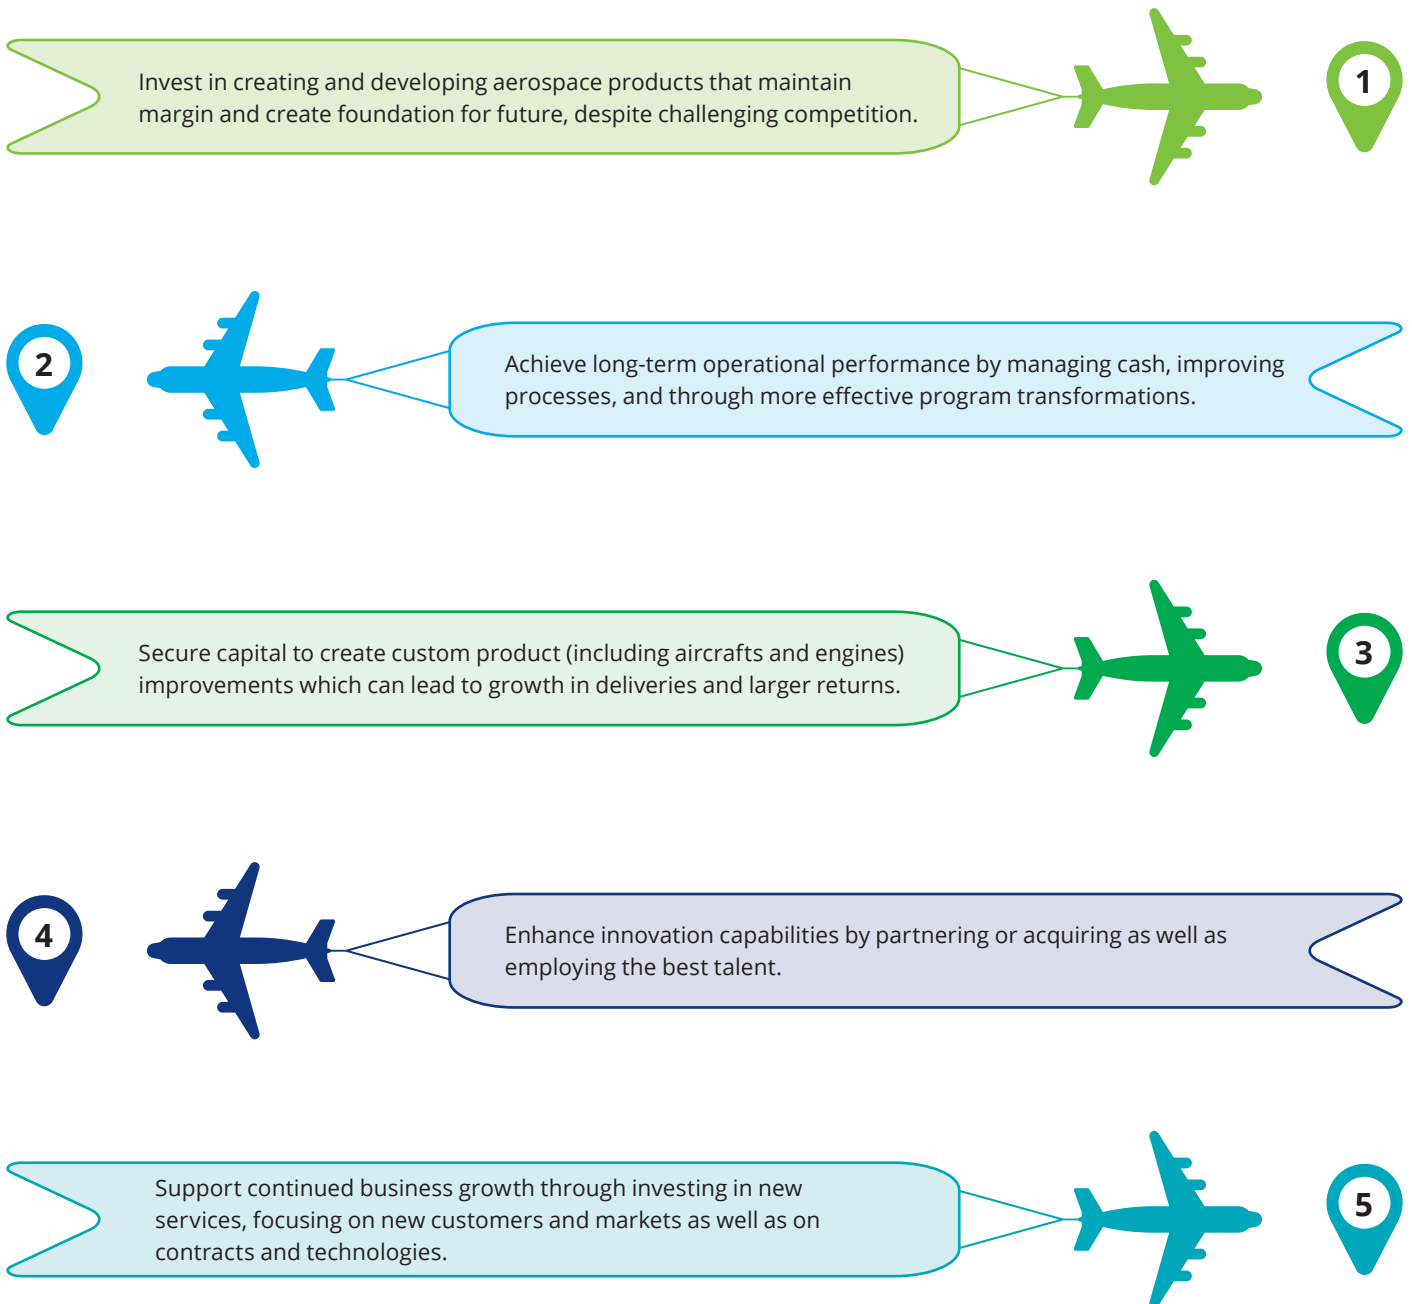 Invest in creating and developing aerospace products that maintain
margin and create foundation for future, despite challenging competition.
1
2
Achieve long-term operational performance by managing cash, improving
processes, and through more effective program transformations.
Secure capital to create custom product (including aircrafts and engines)
improvements which can lead to growth in deliveries and larger returns.
3
4
Enhance innovation capabilities by partnering or acquiring as well as
employing the best talent.
Support continued business growth through investing in new
services, focusing on new customers and markets as well as on
contracts and technologies.
5